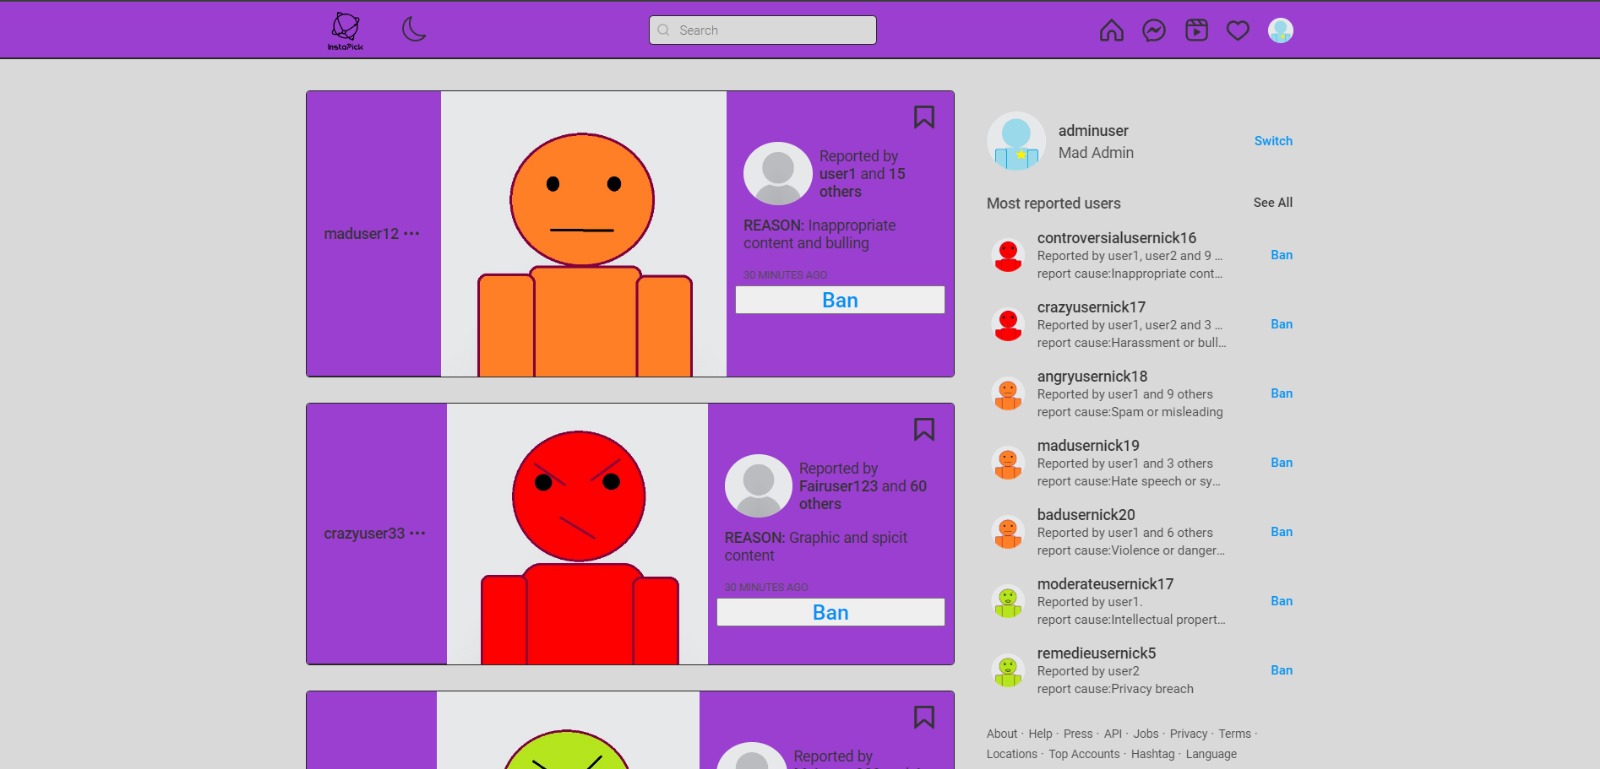 InstaPick
Search
maduser12 •••
Reported by
user1 and 15
others
REASON: Inappropriate
content and bulling
30 MINUTES AGO
Ban
crazyuser33 •••
Reported by
Fairuser123 and 60
others
REASON: Graphic and spicit
content
30 MINUTES AGO
Ban
Reported by
adminuser
Mad Admin
Switch
Most reported users
See All
controversialusernick16
Reported by user1, user2 and 9 ...
report cause:Inappropriate cont...
Ban
crazyusernick17
Reported by user1, user2 and 3 ...
report cause:Harassment or bull...
Ban
angryusernick18
Reported by user1 and 9 others
report cause:Spam or misleading
Ban
madusernick19
Reported by user1 and 3 others
report cause:Hate speech or sy...
Ban
badusernick20
Reported by user1 and 6 others
report cause:Violence or danger...
Ban
moderateusernick17
Reported by user1.
report cause:Intellectual propert...
Ban
remedieusernick5
Reported by user2
report cause:Privacy breach
Ban
About · Help · Press · API · Jobs · Privacy · Terms ·
Locations · Top Accounts · Hashtag · Language